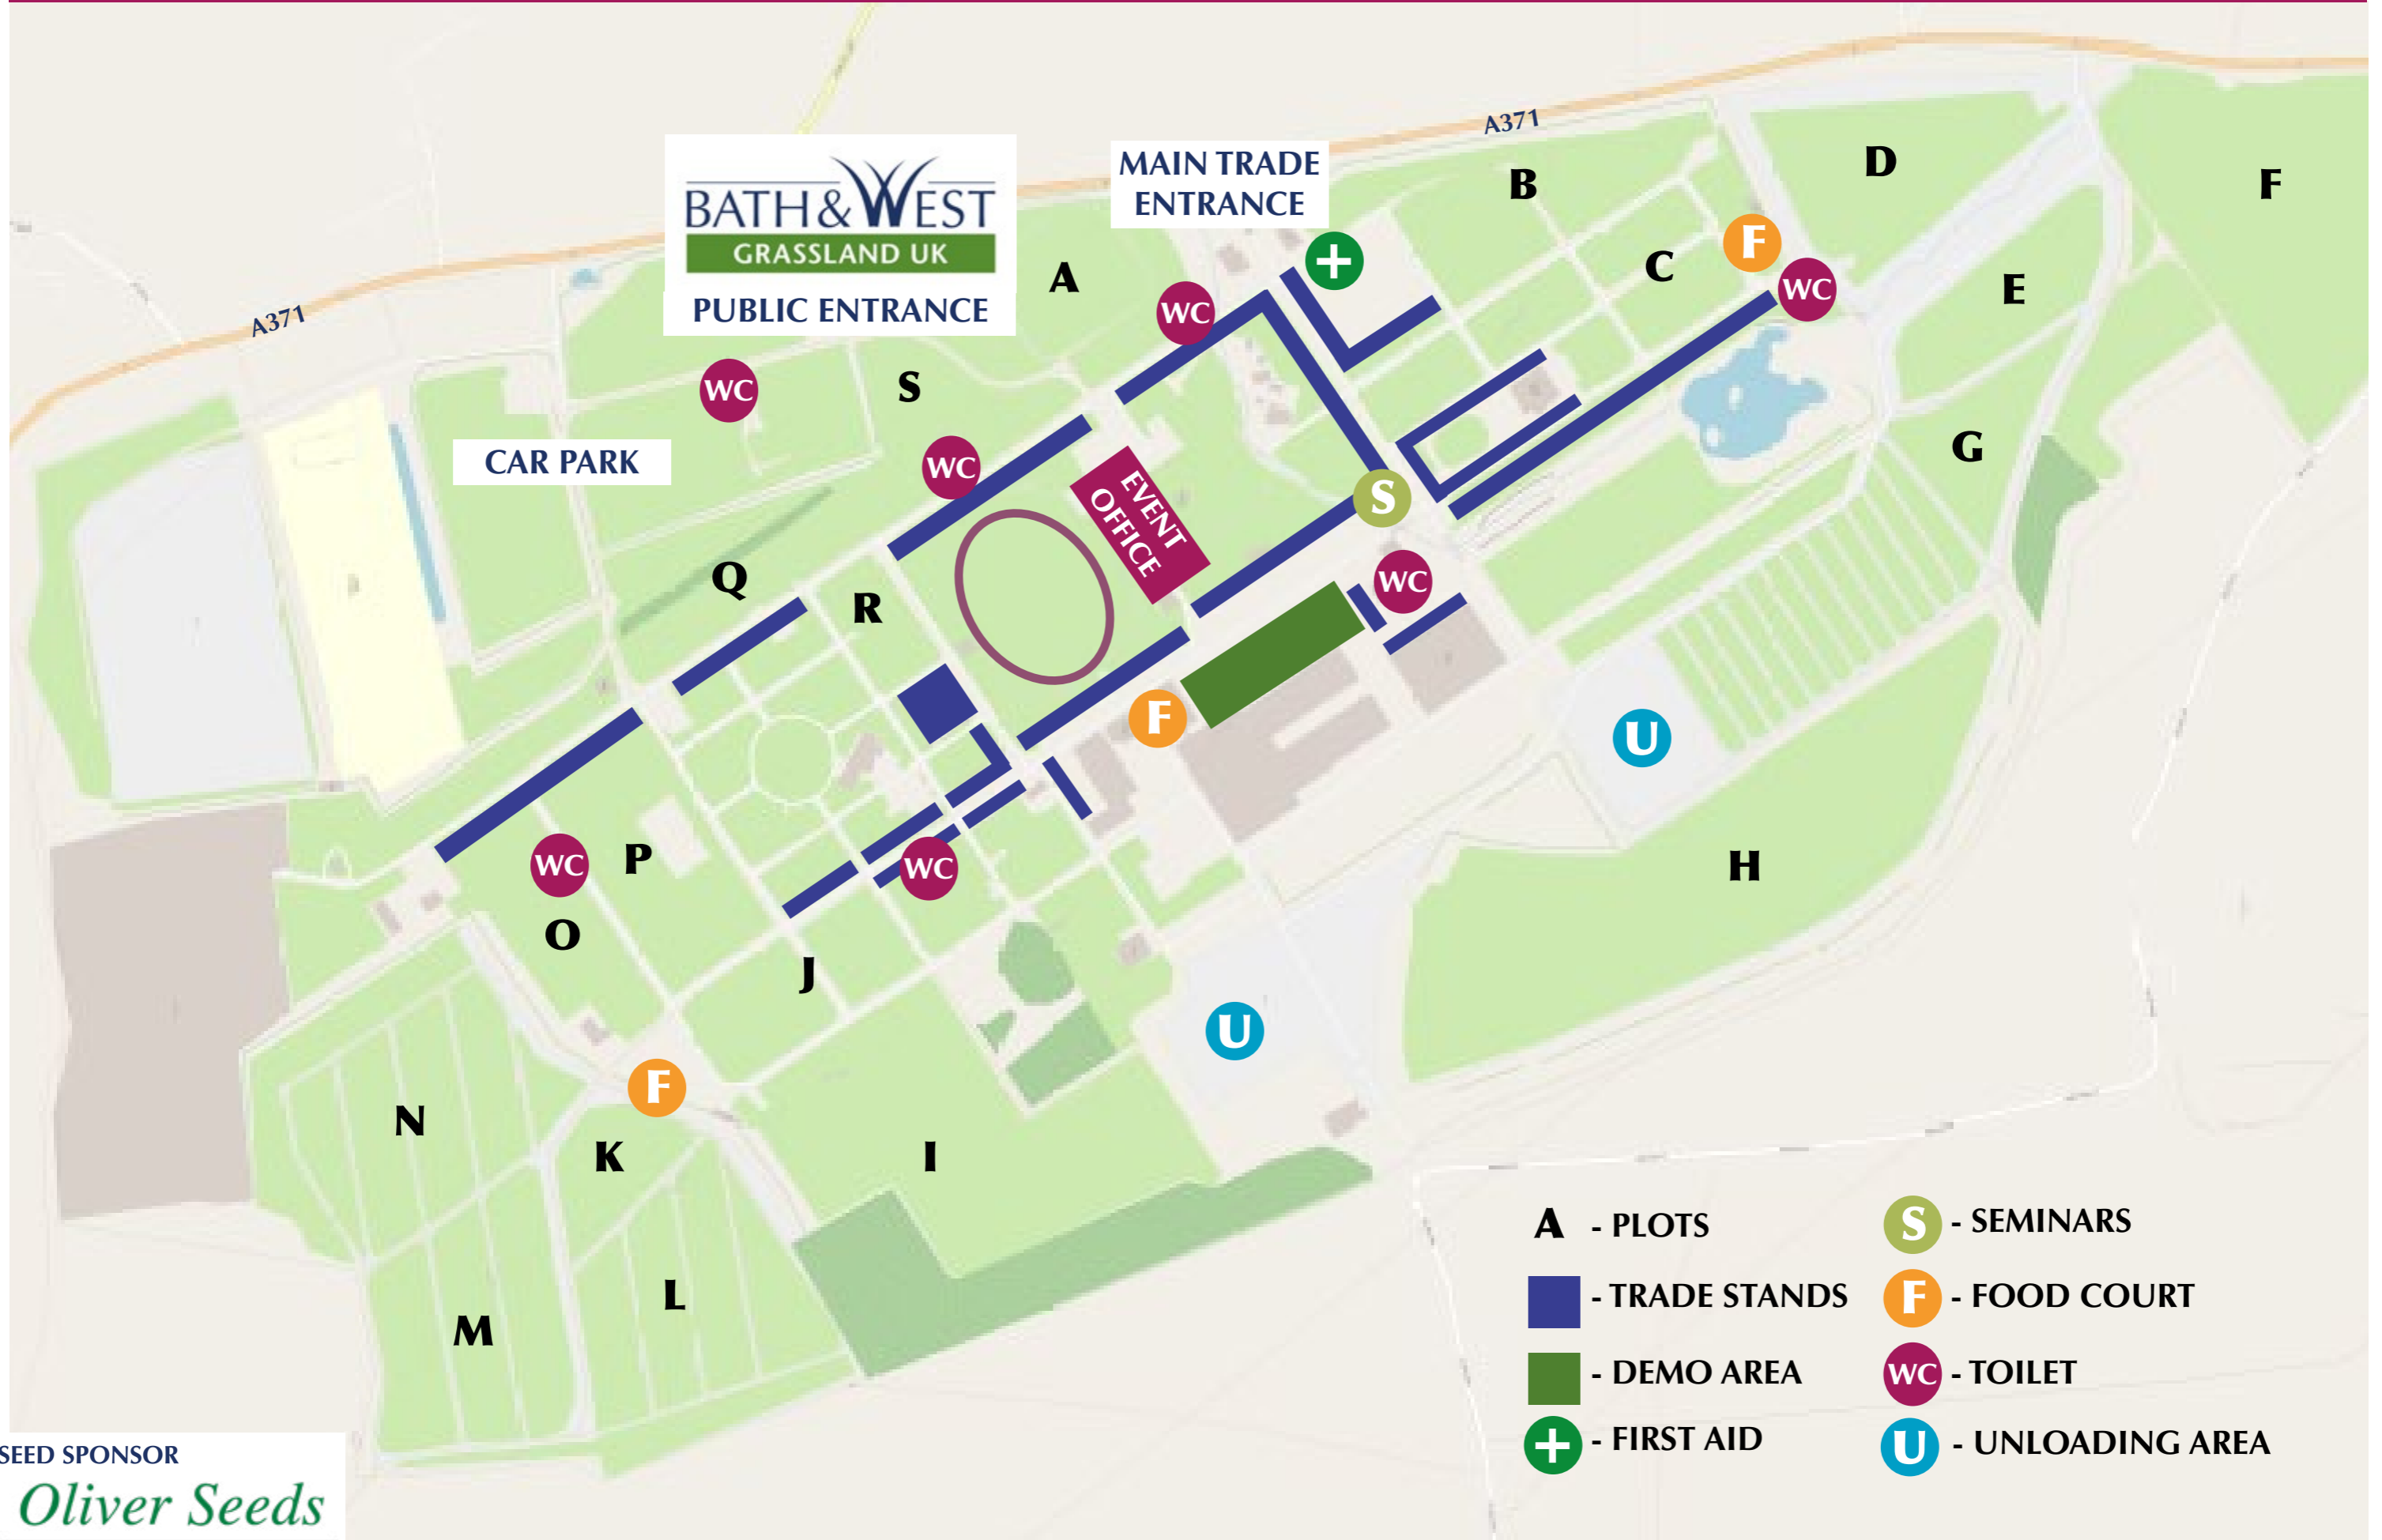 A371
B
D
F
BATH & WEST
GRASSLAND UK
PUBLIC ENTRANCE
MAIN TRADE
ENTRANCE
+
A
C
F
WC
E
WC
A371
WC
S
CAR PARK
WC
EVENT
OFFICE
S
G
Q
R
WC
F
U
WC
P
WC
H
O
J
U
F
N
K
I
L
M
A - PLOTS
- TRADE STANDS
- DEMO AREA
+ - FIRST AID
S - SEMINARS
F - FOOD COURT
WC - TOILET
U - UNLOADING AREA
SEED SPONSOR
Oliver Seeds